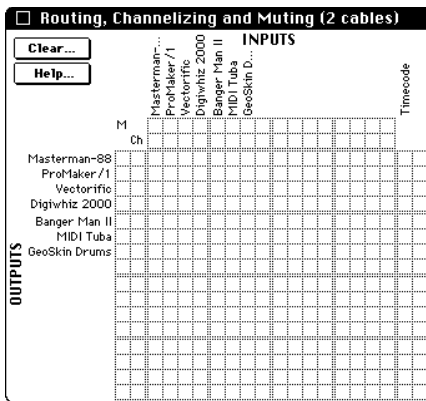 Routing, Channelizing and Muting (2 cables)
Clear...
Help...
INPUTS
Masterman-...
ProMaker/1
Vectorific
Digiwhiz 2000
Banger Man II
MIDI Tuba
GeoSkin D...
Timecode
M
Ch
OUTPUTS
Masterman-88
ProMaker/1
Vectorific
Digiwhiz 2000
Banger Man II
MIDI Tuba
GeoSkin Drums